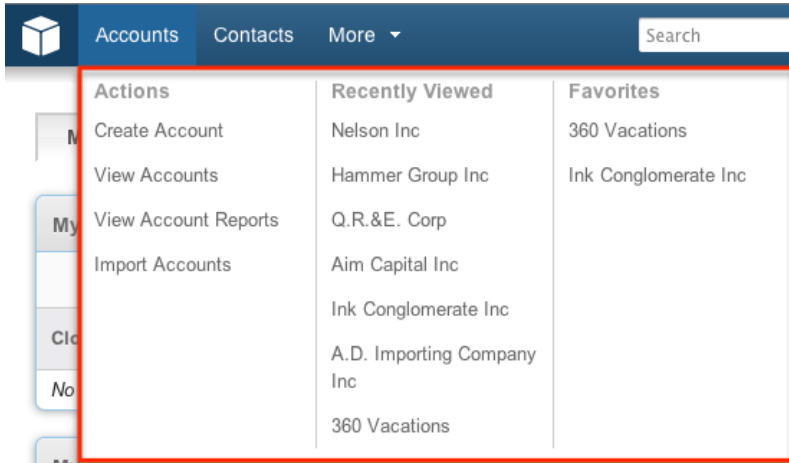 Accounts Contacts More Search
Actions Recently Viewed Favorites
Create Account Nelson Inc 360 Vacations
View Accounts Hammer Group Inc Ink Conglomerate Inc
View Account Reports Q.R.&E. Corp
My
Import Accounts Aim Capital Inc
Ink Conglomerate Inc
A.D. Importing Company
Inc
No
360 Vacations